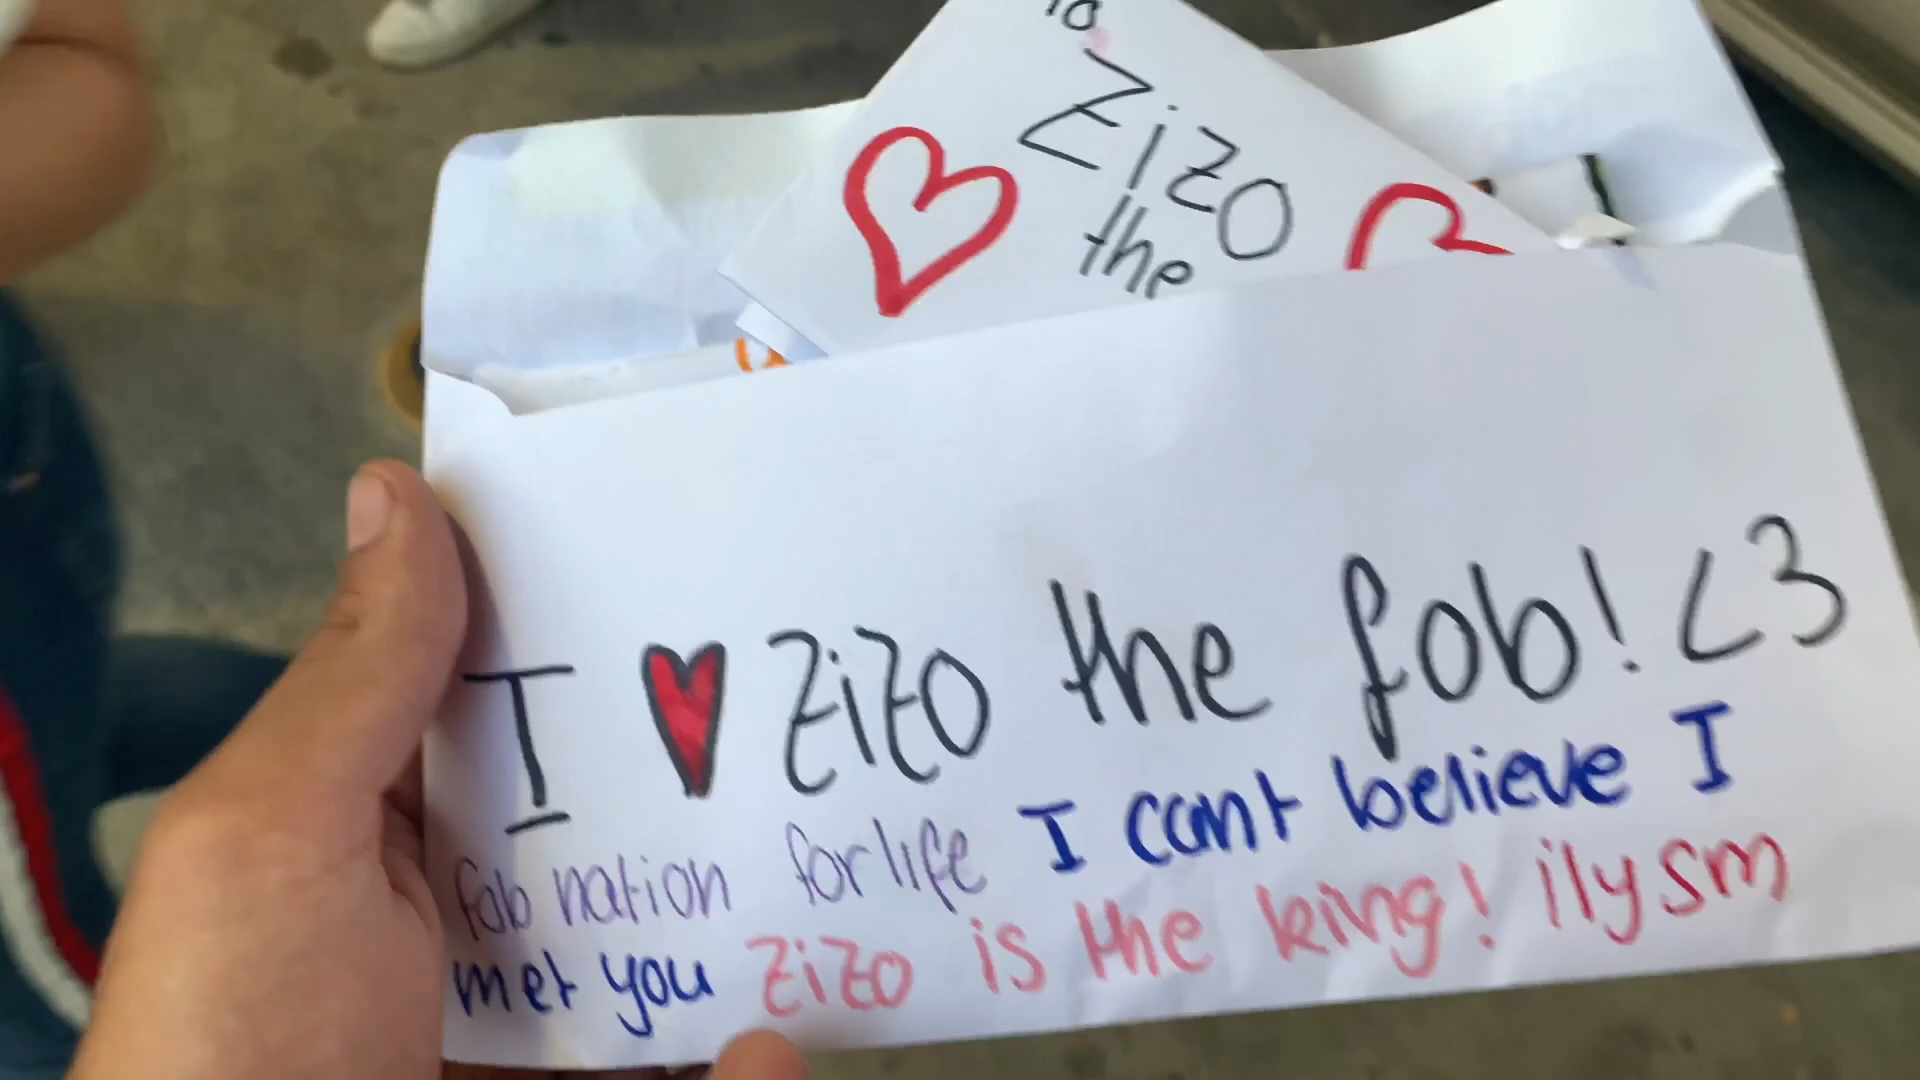 To
Zizo
the
I ❤ Zizo the fob! <3
fob nation for life I cant believe I
met you Zizo is the king! ilysm